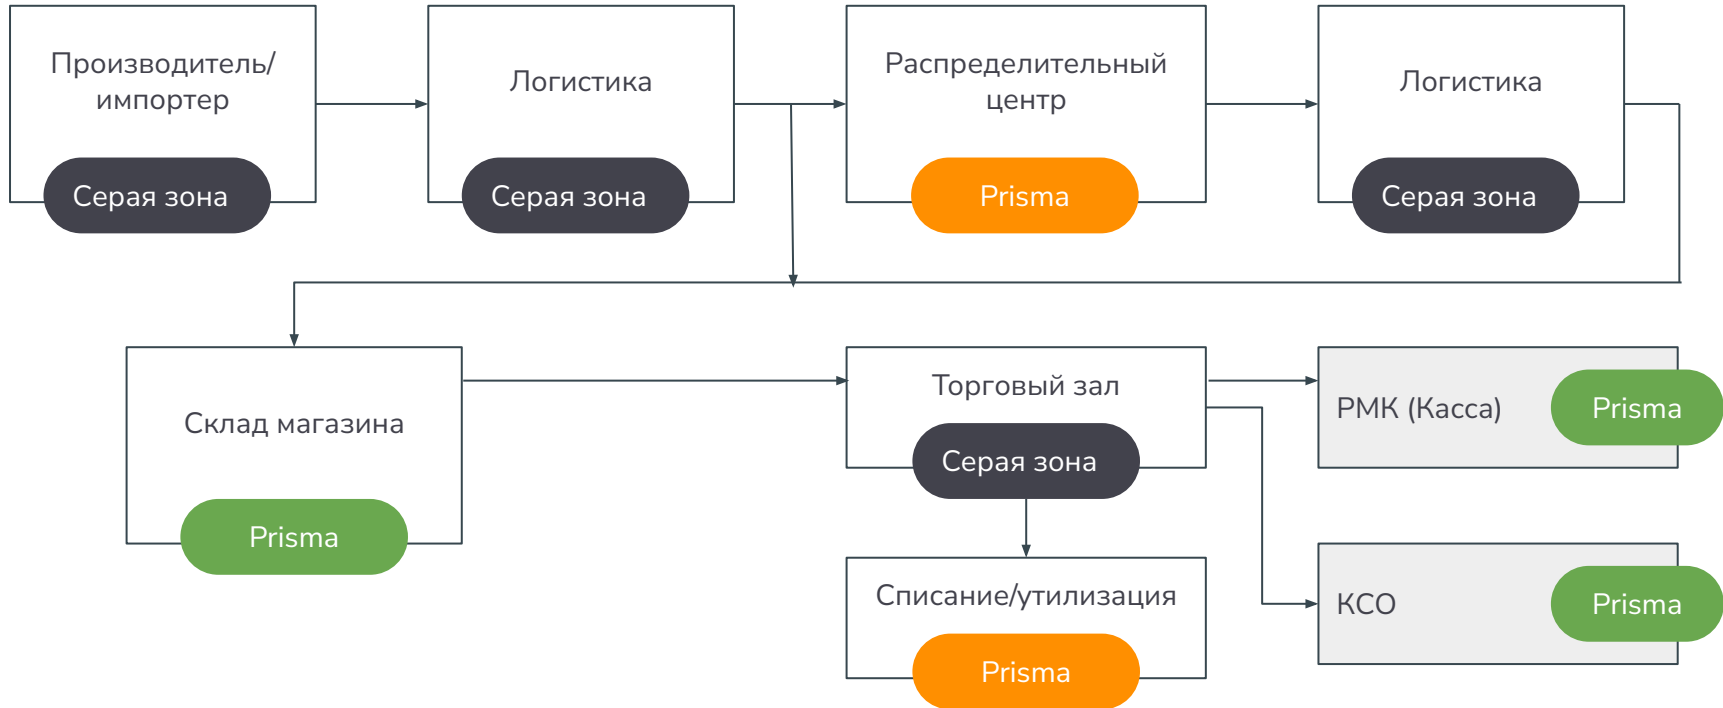 Производитель/
импортер
Серая зона
Логистика
Серая зона
Распределительный
центр
Prisma
Логистика
Серая зона
Склад магазина
Prisma
Торговый зал
Серая зона
Списание/утилизация
Prisma
РМК (Касса)
Prisma
КСО
Prisma